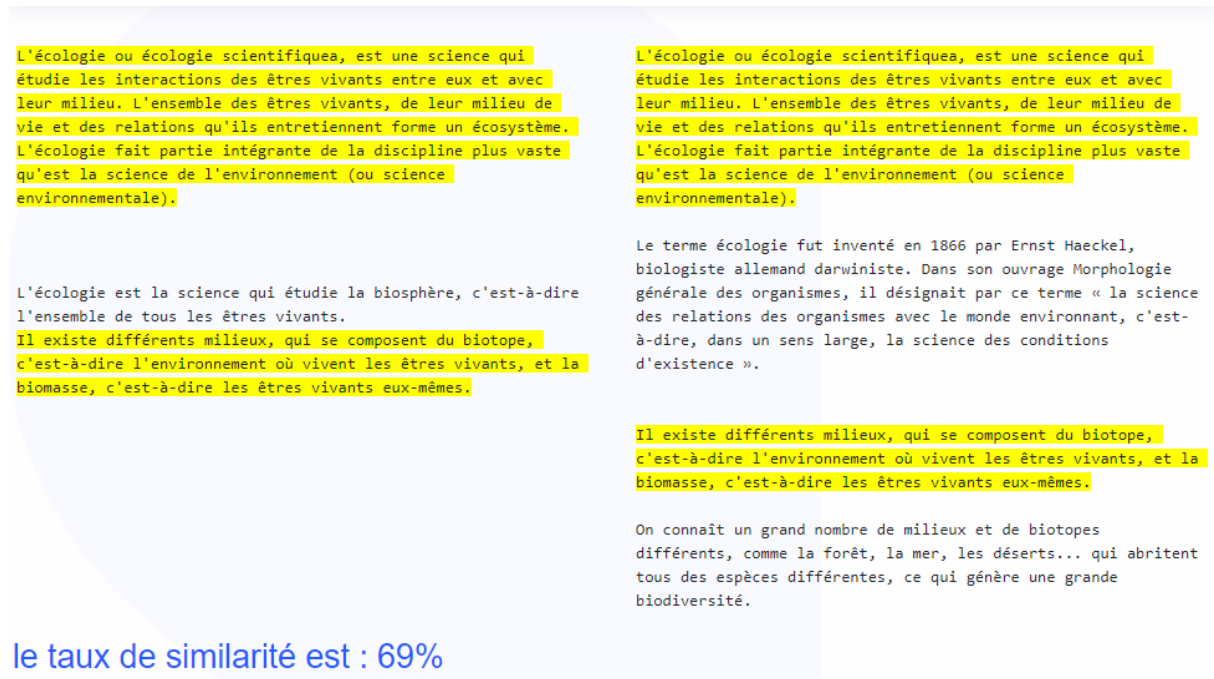 L'écologie ou écologie scientifiquea, est une science qui
étudie les interactions des êtres vivants entre eux et avec
leur milieu. L'ensemble des êtres vivants, de leur milieu de
vie et des relations qu'ils entretiennent forme un écosystème.
L'écologie fait partie intégrante de la discipline plus vaste
qu'est la science de l'environnement (ou science
environnementale).
L'écologie est la science qui étudie la biosphère, c'est-à-dire
l'ensemble de tous les êtres vivants.
Il existe différents milieux, qui se composent du biotope,
c'est-à-dire l'environnement où vivent les êtres vivants, et la
biomasse, c'est-à-dire les êtres vivants eux-mêmes.
L'écologie ou écologie scientifiquea, est une science qui
étudie les interactions des êtres vivants entre eux et avec
leur milieu. L'ensemble des êtres vivants, de leur milieu de
vie et des relations qu'ils entretiennent forme un écosystème.
L'écologie fait partie intégrante de la discipline plus vaste
qu'est la science de l'environnement (ou science
environnementale).
Le terme écologie fut inventé en 1866 par Ernst Haeckel,
biologiste allemand darwiniste. Dans son ouvrage Morphologie
générale des organismes, il désignait par ce terme « la science
des relations des organismes avec le monde environnant, c'est-
à-dire, dans un sens large, la science des conditions
d'existence ».
Il existe différents milieux, qui se composent du biotope,
c'est-à-dire l'environnement où vivent les êtres vivants, et la
biomasse, c'est-à-dire les êtres vivants eux-mêmes.
On connaît un grand nombre de milieux et de biotopes
différents, comme la forêt, la mer, les déserts... qui abritent
tous des espèces différentes, ce qui génère une grande
biodiversité.
le taux de similarité est : 69%